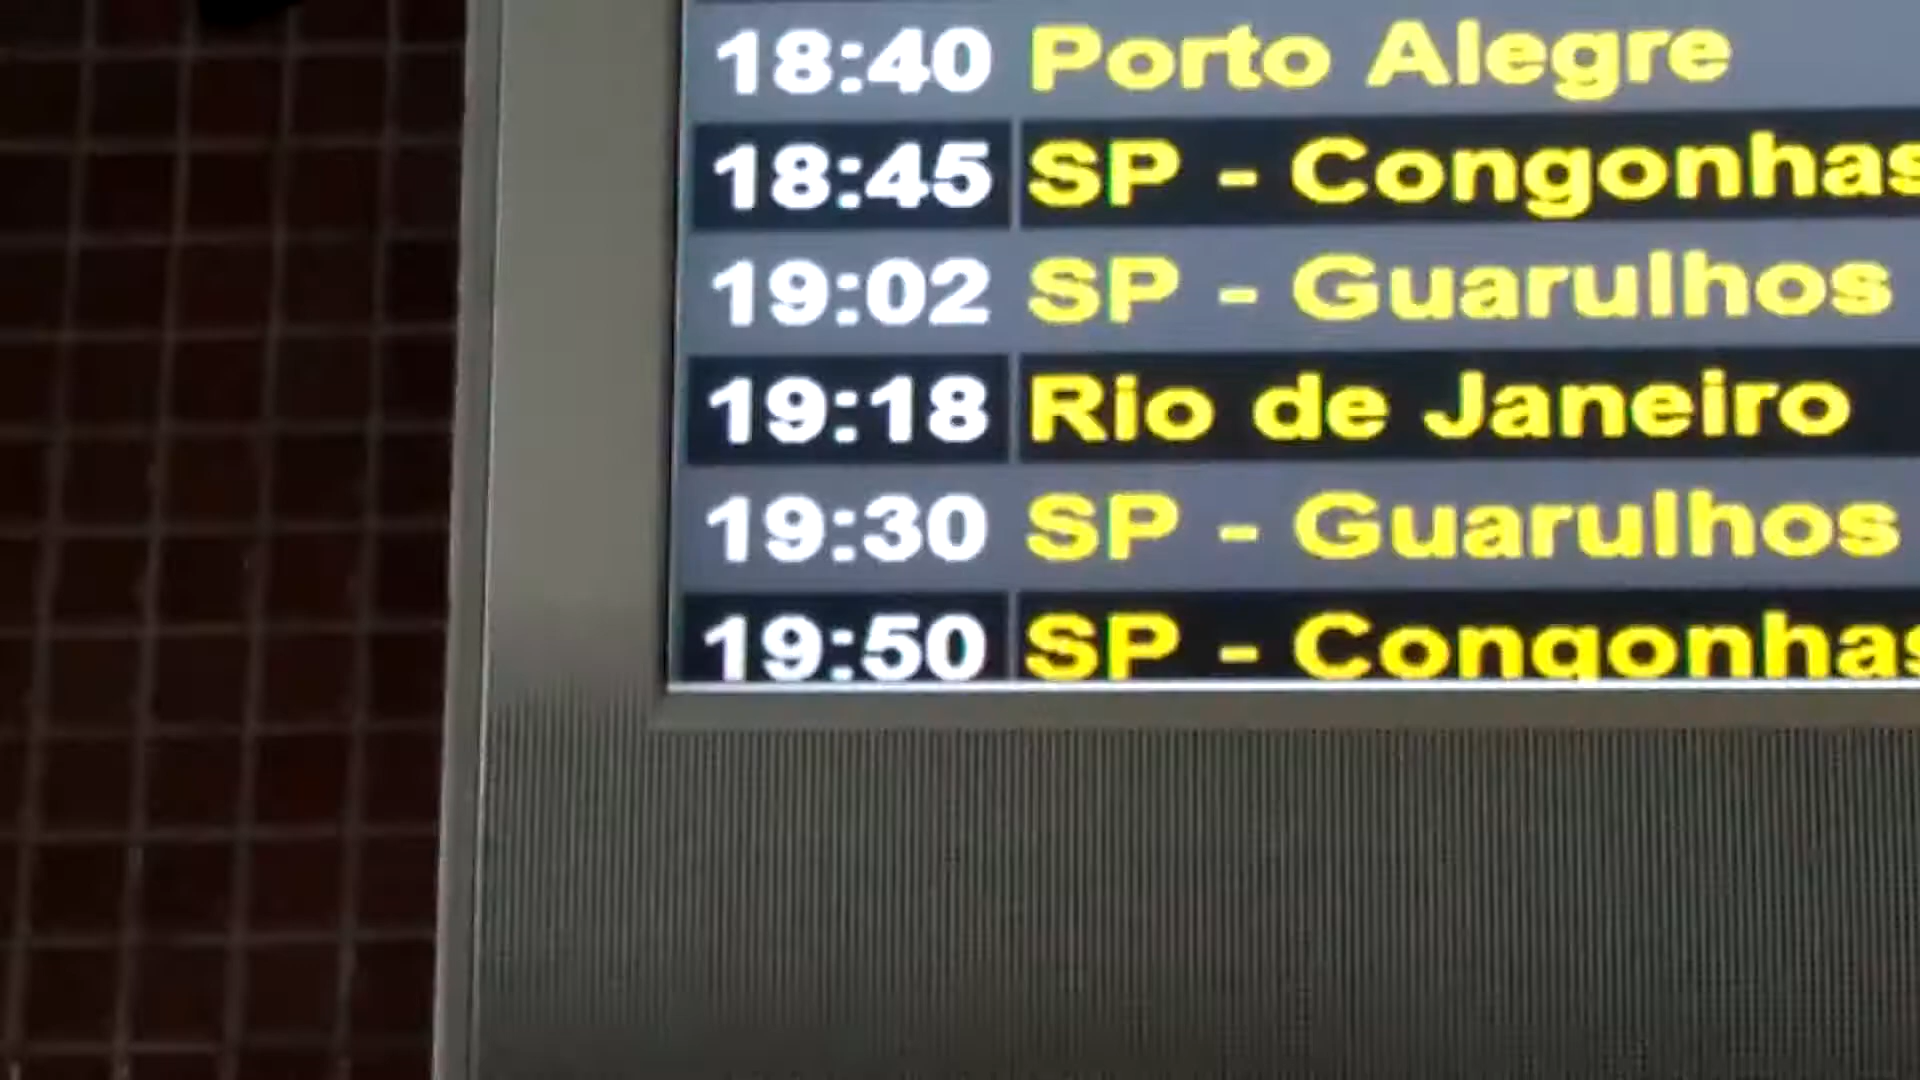 18:40 Porto Alegre
18:45 SP - Congonhas
19:02 SP - Guarulhos
19:18 Rio de Janeiro
19:30 SP - Guarulhos
19:50 SP - Congonhas